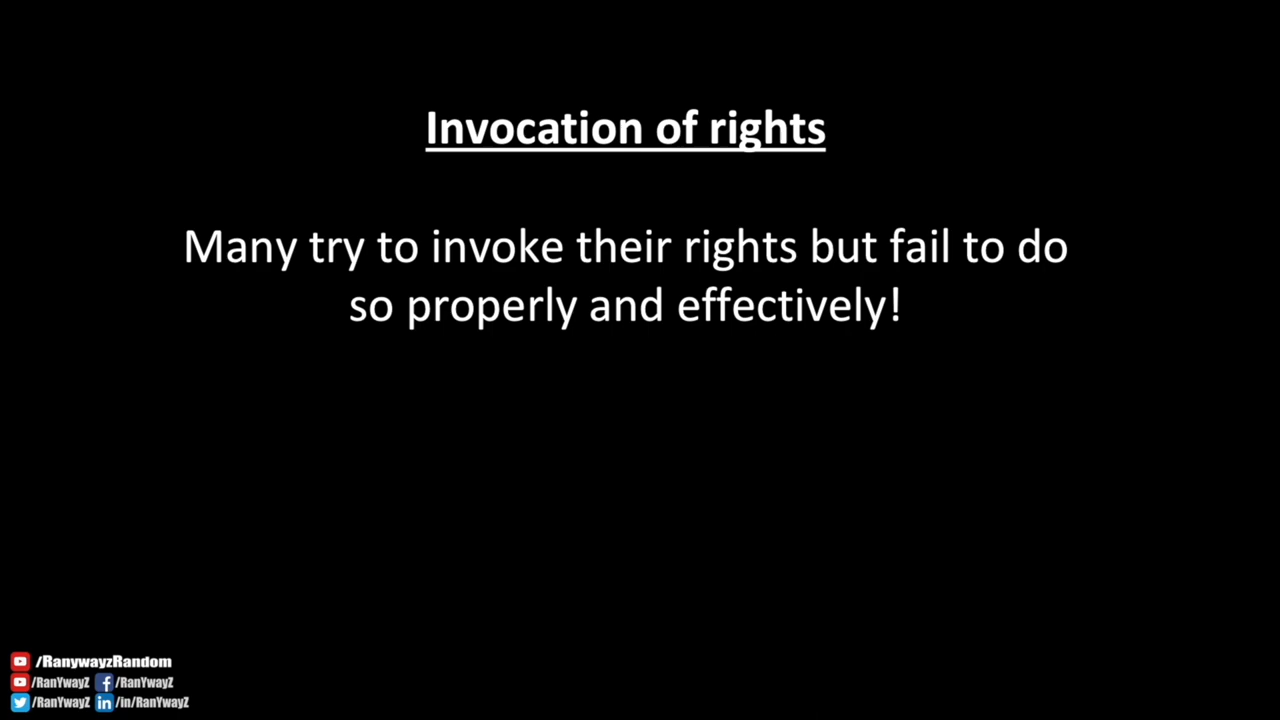 Invocation of rights
Many try to invoke their rights but fail to do
so properly and effectively!
/RanywayzRandom
/RanYwayZ /RanYwayZ
/RanYwayZ /in/RanYwayZ